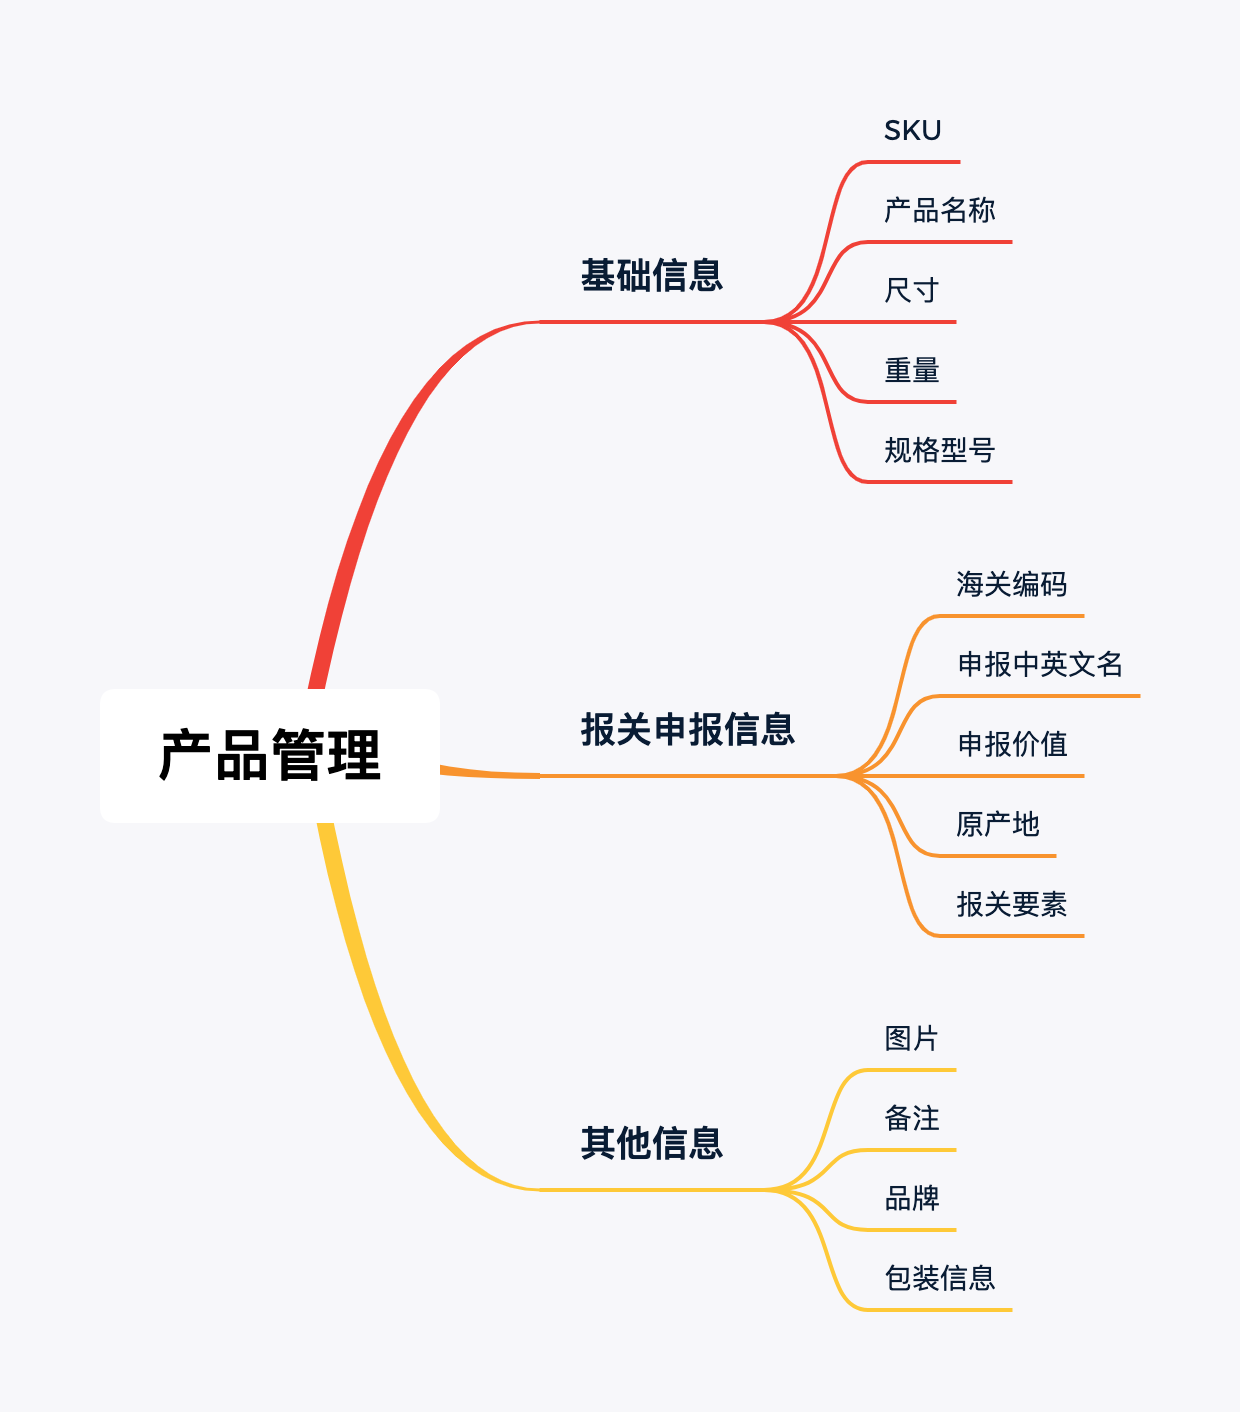 产品管理
基础信息
SKU
产品名称
尺寸
重量
规格型号
报关申报信息
海关编码
申报中英文名
申报价值
原产地
报关要素
其他信息
图片
备注
品牌
包装信息